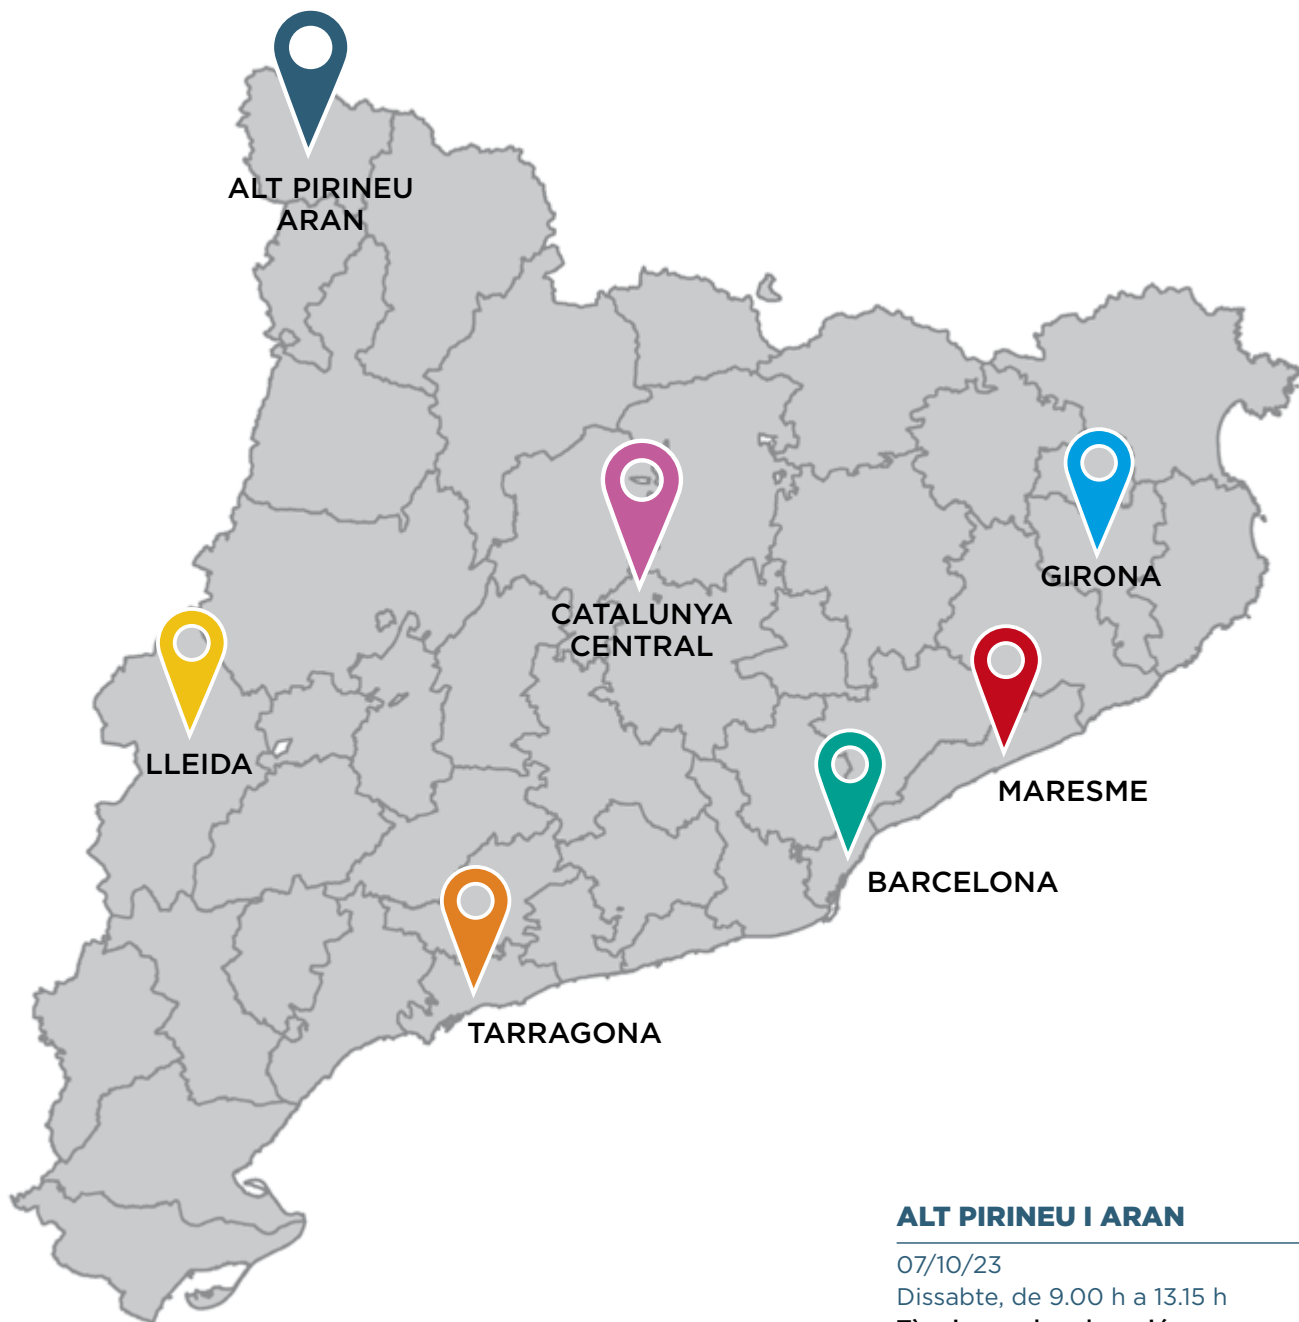 ALT PIRINEU
ARAN
CATALUNYA
CENTRAL
GIRONA
LLEIDA
MARESME
BARCELONA
TARRAGONA
ALT PIRINEU I ARAN
07/10/23
Dissabte, de 9.00 h a 13.15 h